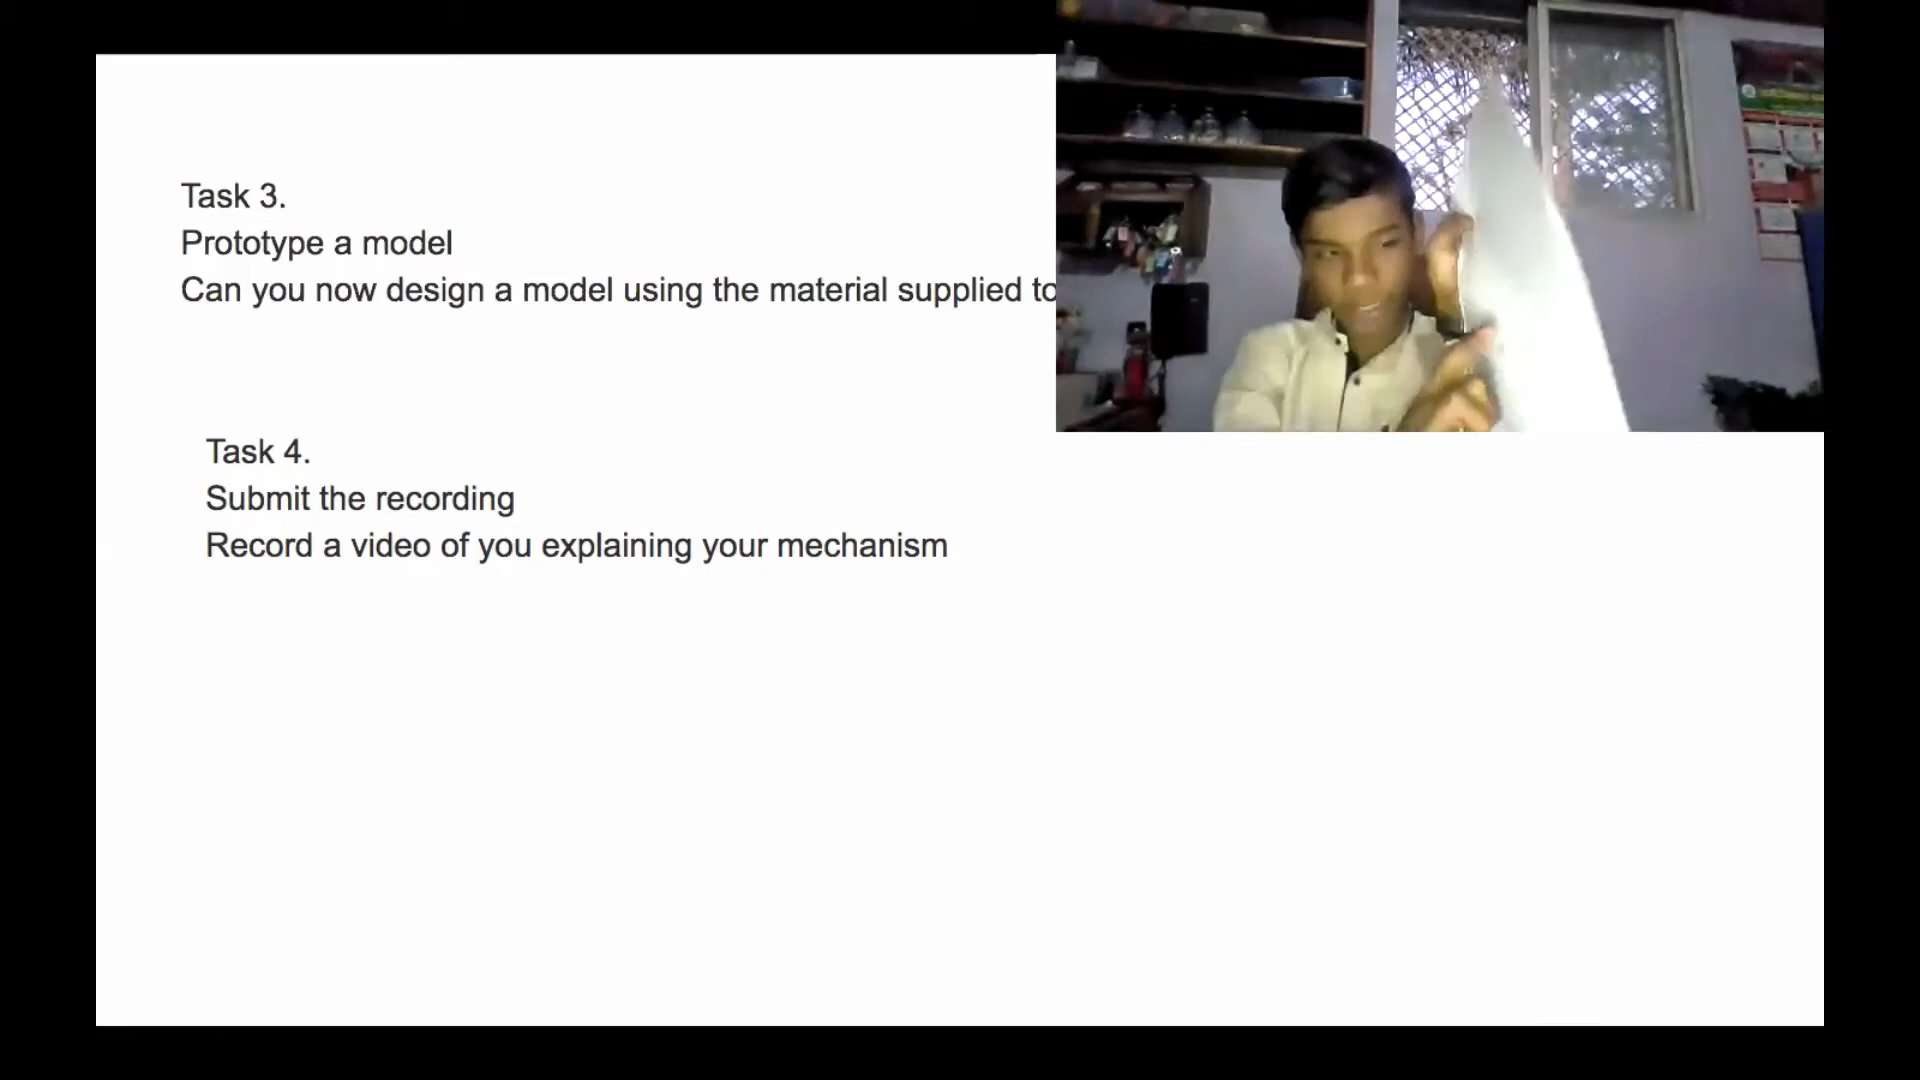 Task 3.
Prototype a model
Can you now design a model using the material supplied to
Task 4.
Submit the recording
Record a video of you explaining your mechanism